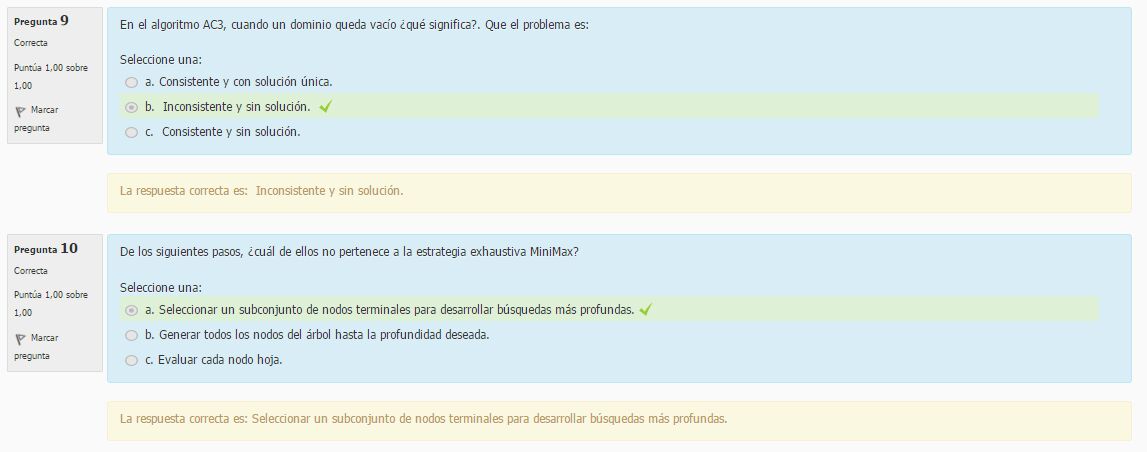 Pregunta 9
Correcta
Puntúa 1,00 sobre
1,00
Marcar
pregunta
En el algoritmo AC3, cuando un dominio queda vacío ¿qué significa?. Que el problema es:
Seleccione una:
a. Consistente y con solución única.
b. Inconsistente y sin solución.
c. Consistente y sin solución.
La respuesta correcta es: Inconsistente y sin solución.
Pregunta 10
Correcta
Puntúa 1,00 sobre
1,00
Marcar
pregunta
De los siguientes pasos, ¿cuál de ellos no pertenece a la estrategia exhaustiva MiniMax?
Seleccione una:
a. Seleccionar un subconjunto de nodos terminales para desarrollar búsquedas más profundas.
b. Generar todos los nodos del árbol hasta la profundidad deseada.
c. Evaluar cada nodo hoja.
La respuesta correcta es: Seleccionar un subconjunto de nodos terminales para desarrollar búsquedas más profundas.